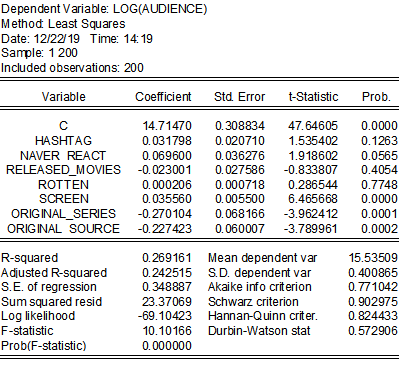 Dependent Variable: LOG(AUDIENCE)
Method: Least Squares
Date: 12/22/19 Time: 14:19
Sample: 1 200
Included observations: 200
Variable Coefficient Std. Error t-Statistic Prob.
C 14.71470 0.308834 47.64605 0.0000
HASHTAG 0.031798 0.020710 1.535402 0.1263
NAVER_REACT 0.069600 0.036276 1.918602 0.0565
RELEASED_MOVIES -0.023001 0.027586 -0.833807 0.4054
ROTTEN 0.000206 0.000718 0.286544 0.7748
SCREEN 0.035560 0.005500 6.465668 0.0000
ORIGINAL_SERIES -0.270104 0.068166 -3.962412 0.0001
ORIGINAL_SOURCE -0.227423 0.060007 -3.789961 0.0002
R-squared 0.269161 Mean dependent var 15.53509
Adjusted R-squared 0.242515 S.D. dependent var 0.400865
S.E. of regression 0.348887 Akaike info criterion 0.771042
Sum squared resid 23.37069 Schwarz criterion 0.902975
Log likelihood -69.10423 Hannan-Quinn criter. 0.824433
F-statistic 10.10166 Durbin-Watson stat 0.572906
Prob(F-statistic) 0.000000